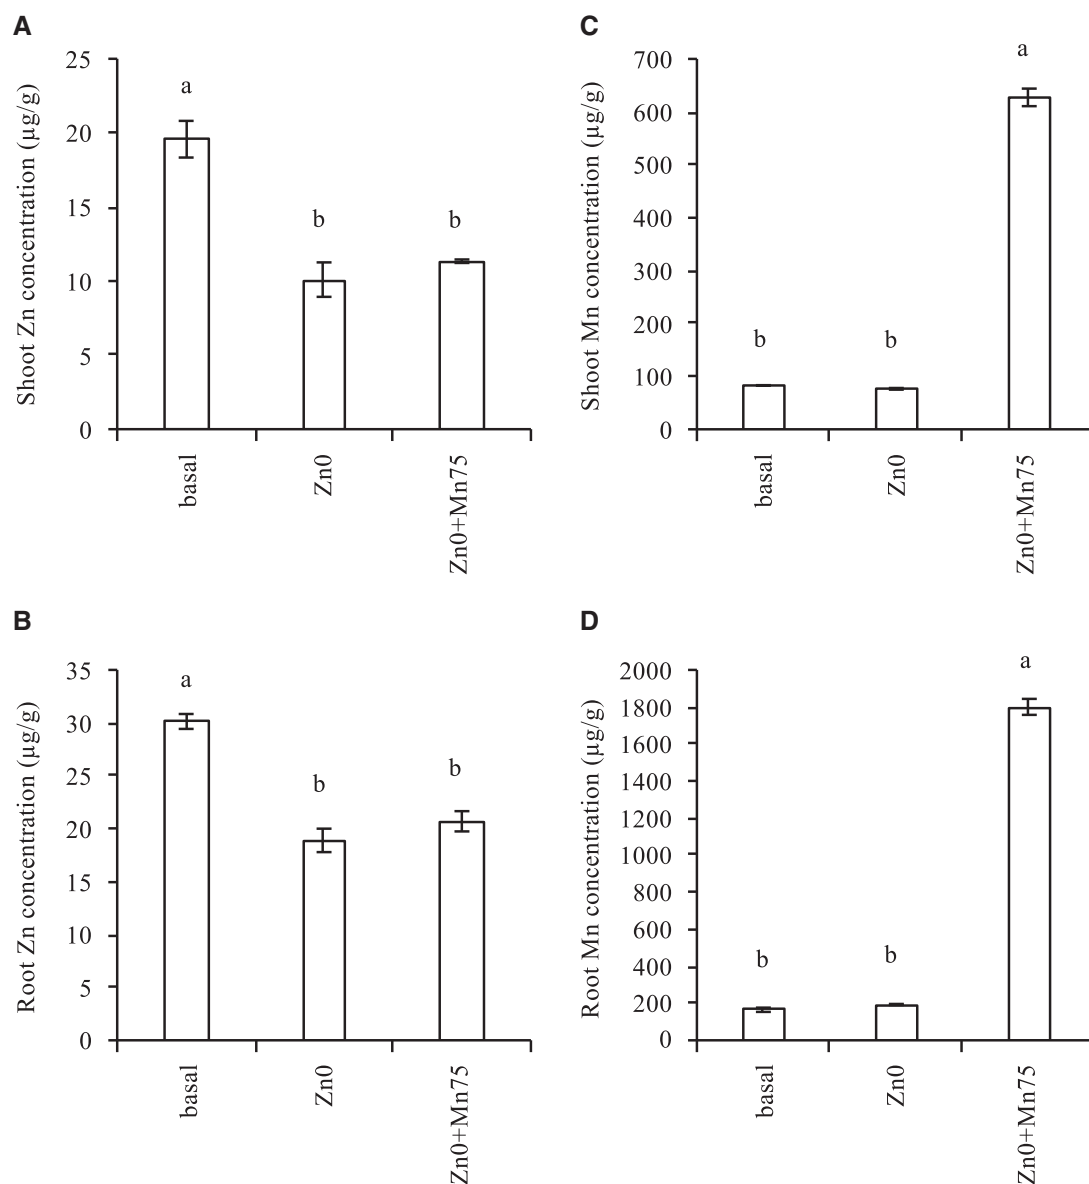 A
Shoot Zn concentration (µg/g)
25
20
15
10
5
0
a
b
b
basal
Zn0
Zn0+Mn75
C
Shoot Mn concentration (µg/g)
700
600
500
400
300
200
100
0
b
b
a
basal
Zn0
Zn0+Mn75
B
Root Zn concentration (µg/g)
35
30
25
20
15
10
5
0
a
b
b
basal
Zn0
Zn0+Mn75
D
Root Mn concentration (µg/g)
2000
1800
1600
1400
1200
1000
800
600
400
200
0
b
b
a
basal
Zn0
Zn0+Mn75